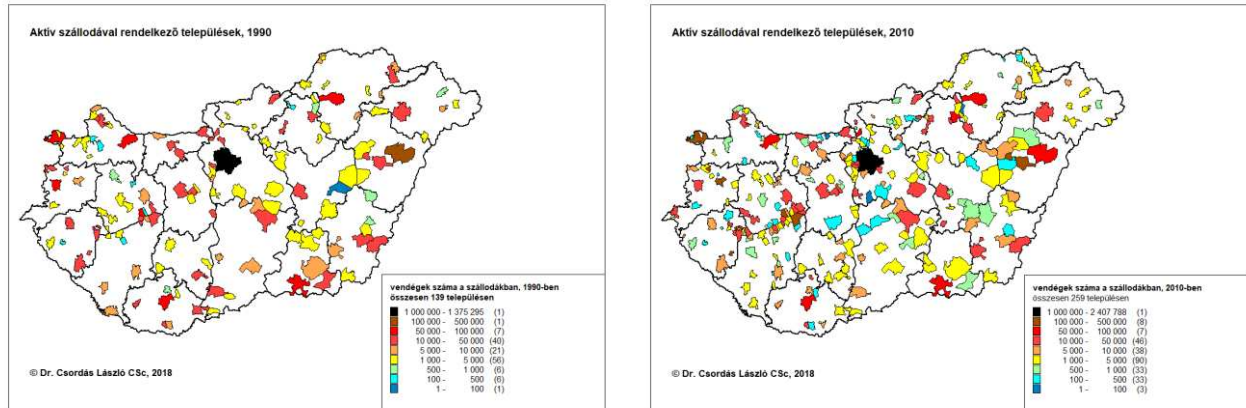 Aktív szállodával rendelkező települések, 1990
vendégek száma a szállodákban, 1990-ben
összesen 139 településen
1 000 000 - 1 375 295 (1)
100 000 - 500 000 (1)
50 000 - 100 000 (7)
10 000 - 50 000 (40)
5 000 - 10 000 (21)
1 000 - 5 000 (56)
500 - 1 000 (6)
100 - 500 (6)
1 - 100 (1)
© Dr. Csordás László CSc, 2018
Aktív szállodával rendelkező települések, 2010
vendégek száma a szállodákban, 2010-ben
összesen 259 településen
1 000 000 - 2 407 788 (1)
100 000 - 500 000 (8)
50 000 - 100 000 (7)
10 000 - 50 000 (46)
5 000 - 10 000 (38)
1 000 - 5 000 (90)
500 - 1 000 (33)
100 - 500 (33)
1 - 100 (3)
© Dr. Csordás László CSc, 2018